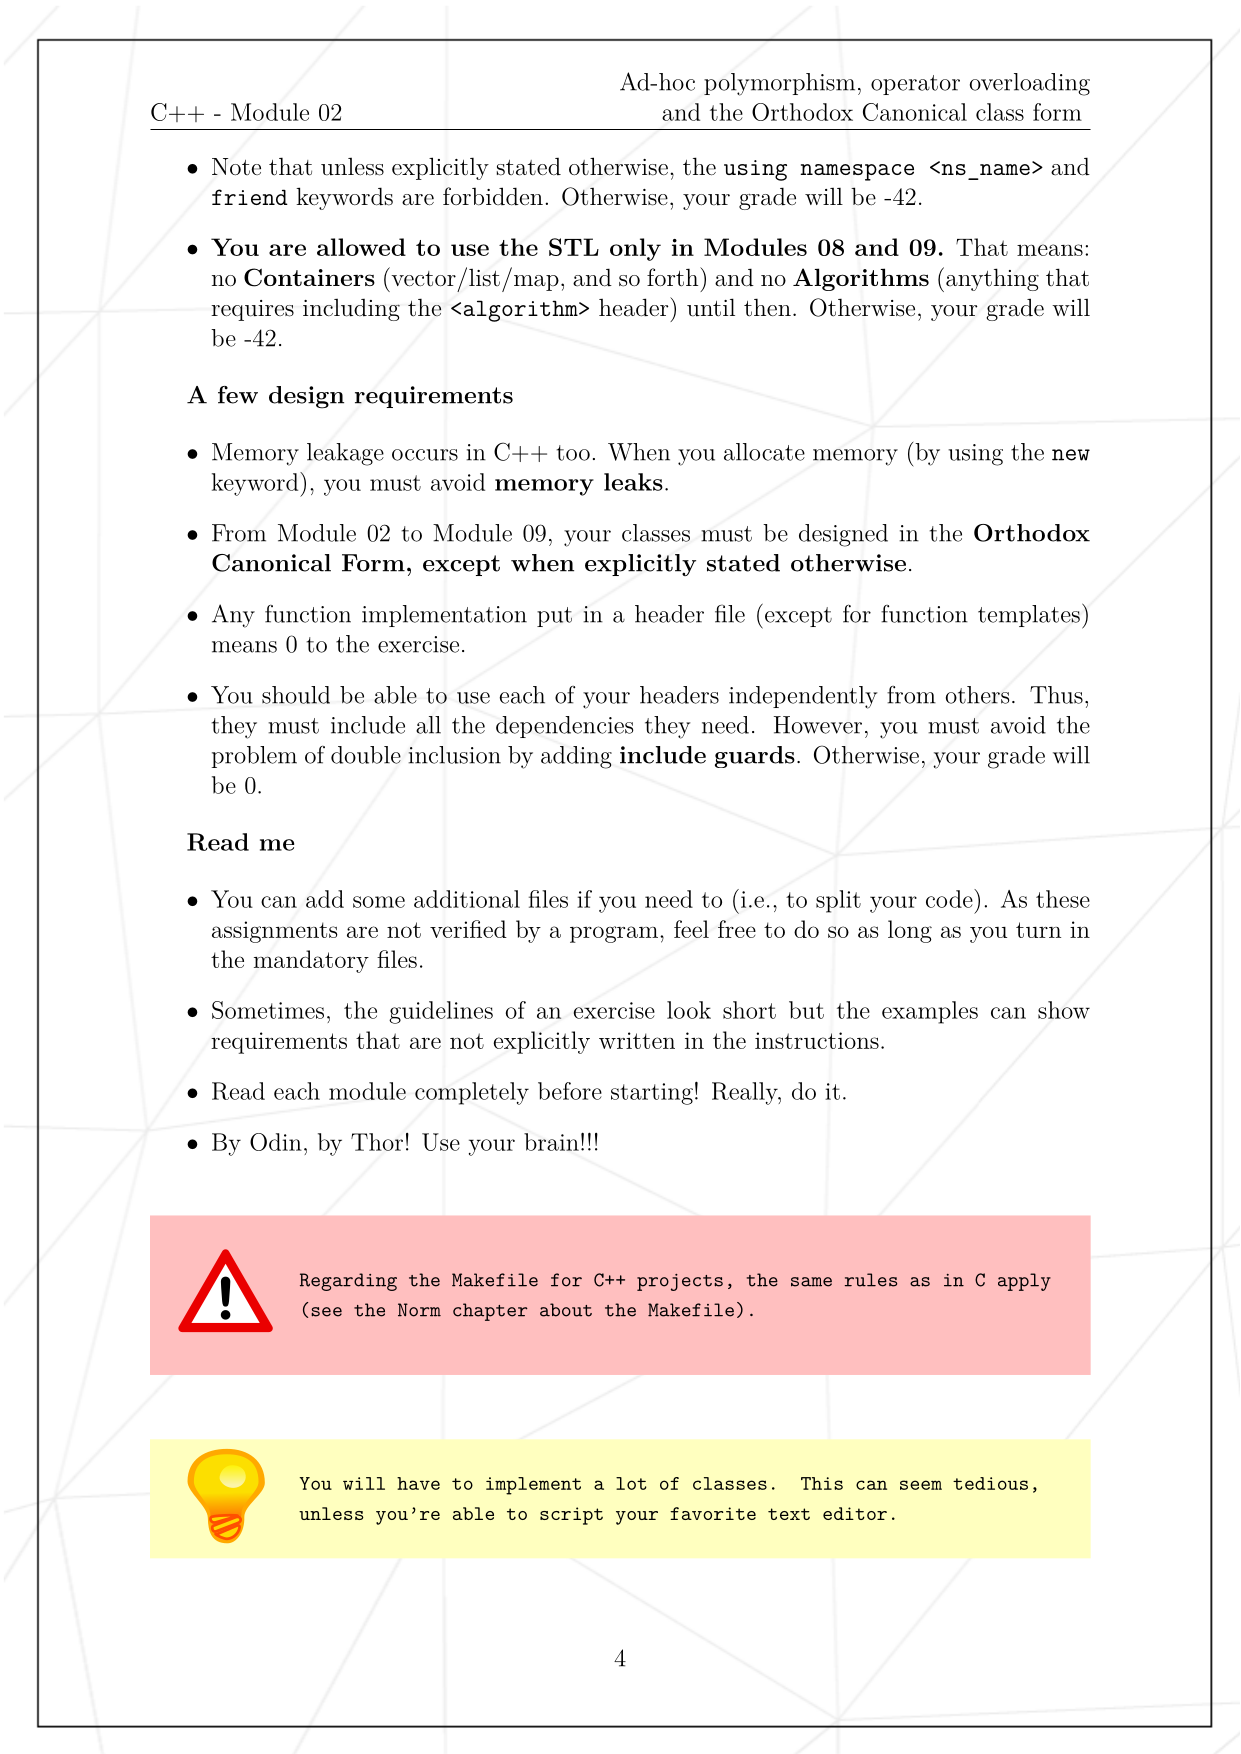 Ad-hoc polymorphism, operator overloading
C++ - Module 02 and the Orthodox Canonical class form
• Note that unless explicitly stated otherwise, the using namespace <ns_name> and
friend keywords are forbidden. Otherwise, your grade will be -42.
• You are allowed to use the STL only in Modules 08 and 09. That means:
no Containers (vector/list/map, and so forth) and no Algorithms (anything that
requires including the <algorithm> header) until then. Otherwise, your grade will
be -42.
A few design requirements
• Memory leakage occurs in C++ too. When you allocate memory (by using the new
keyword), you must avoid memory leaks.
• From Module 02 to Module 09, your classes must be designed in the Orthodox
Canonical Form, except when explicitly stated otherwise.
• Any function implementation put in a header file (except for function templates)
means 0 to the exercise.
• You should be able to use each of your headers independently from others. Thus,
they must include all the dependencies they need. However, you must avoid the
problem of double inclusion by adding include guards. Otherwise, your grade will
be 0.
Read me
• You can add some additional files if you need to (i.e., to split your code). As these
assignments are not verified by a program, feel free to do so as long as you turn in
the mandatory files.
• Sometimes, the guidelines of an exercise look short but the examples can show
requirements that are not explicitly written in the instructions.
• Read each module completely before starting! Really, do it.
• By Odin, by Thor! Use your brain!!!
Regarding the Makefile for C++ projects, the same rules as in C apply
(see the Norm chapter about the Makefile).
You will have to implement a lot of classes. This can seem tedious,
unless you're able to script your favorite text editor.
4